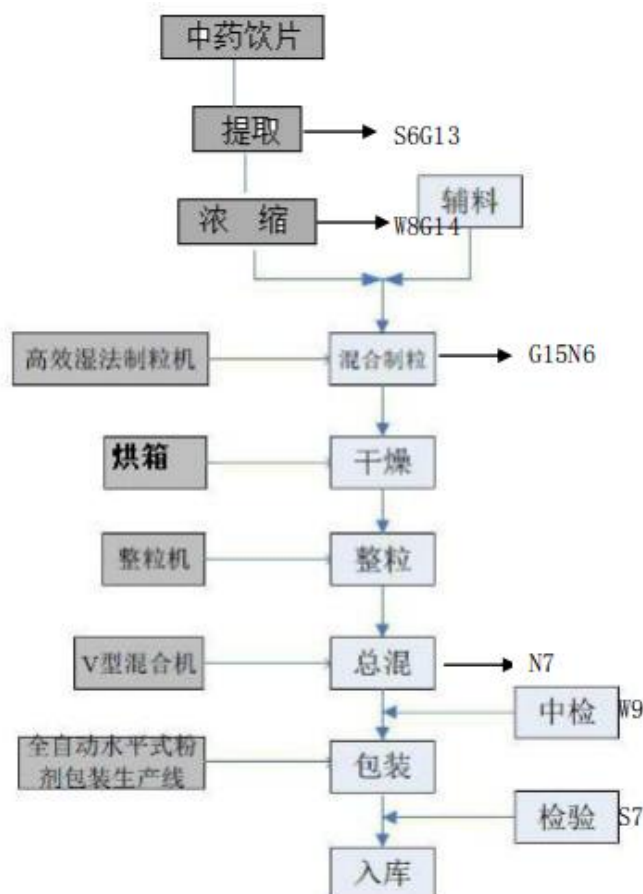 中药饮片
提取
S6G13
浓 缩
W8G14
辅料
高效湿法制粒机
混合制粒
G15N6
烘箱
干燥
整粒机
整粒
V型混合机
总混
N7
中检
W9
全自动水平式粉
剂包装生产线
包装
检验
S7
入库